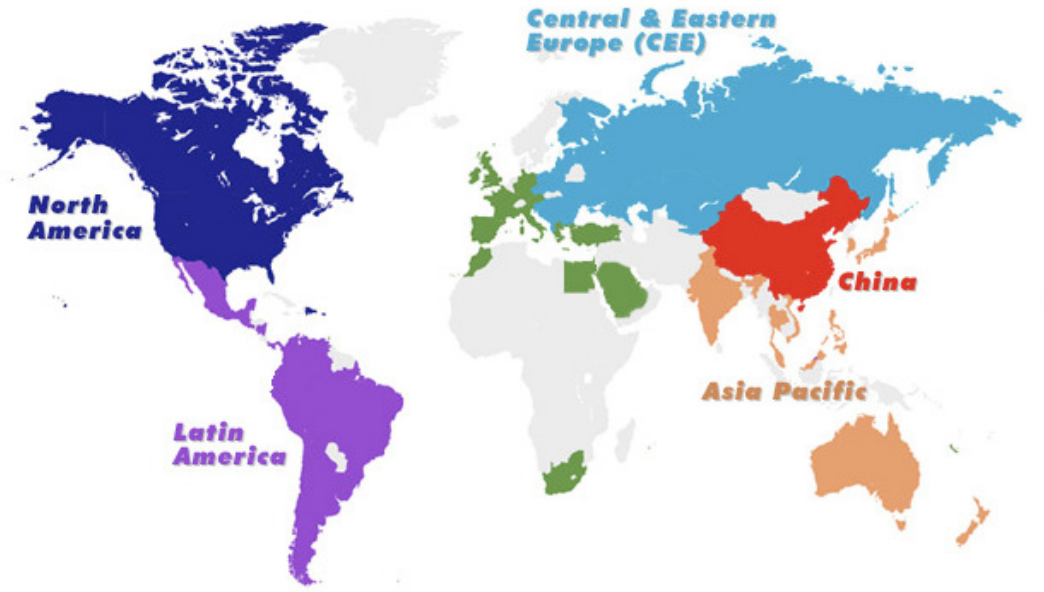 Central & Eastern
Europe (CEE)
North
America
China
Asia Pacific
Latin
America